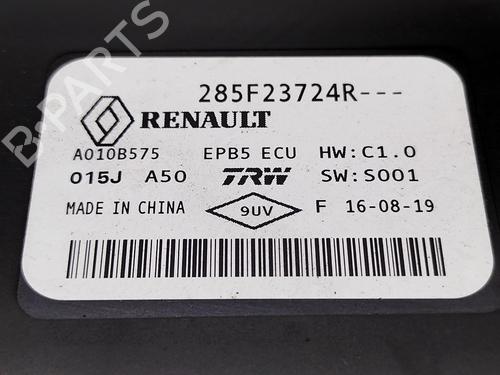 285F23724R---
RENAULT
A010B575 EPB5 ECU HW:C1.0
015J A50 TRW SW:S001
MADE IN CHINA 9UV F 16-08-19
B-PARTS